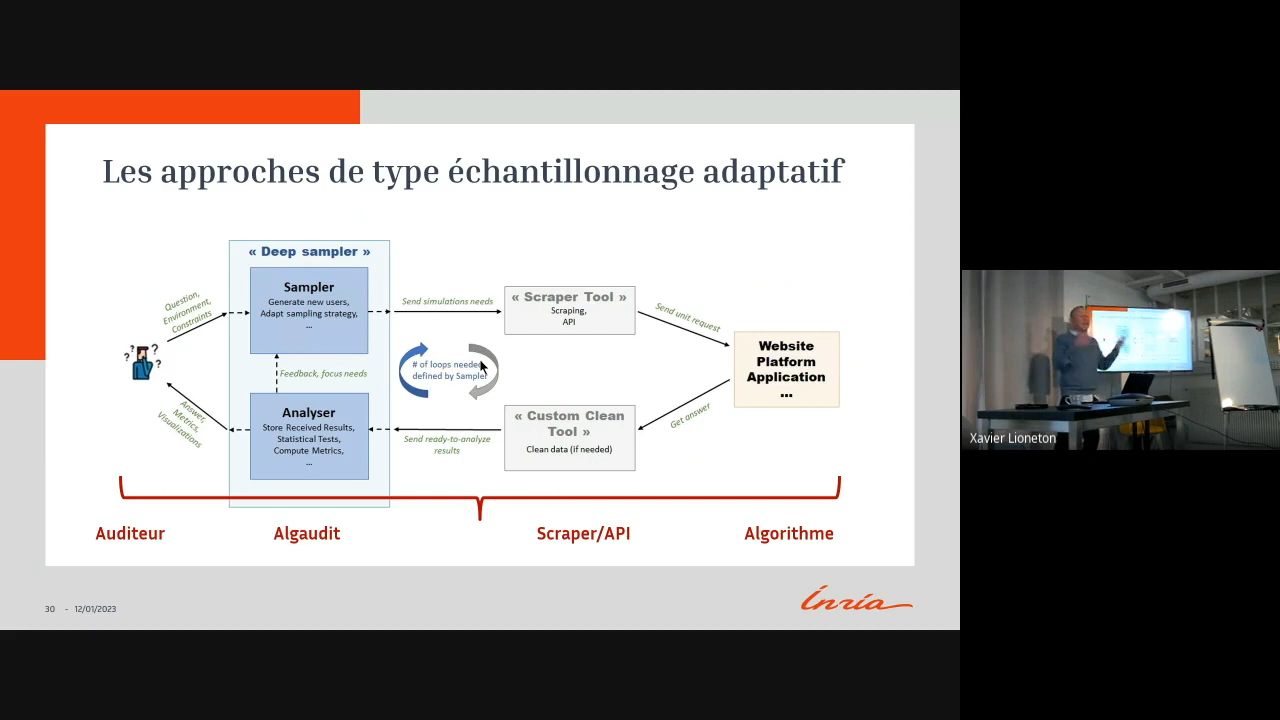 Les approches de type échantillonnage adaptatif
« Deep sampler »
Sampler
Generate new users,
Adapt sampling strategy,
...
Question,
Environment,
Constraints
Send simulations needs
« Scraper Tool »
Scraping,
API
Send unit request
Website
Platform
Application
...
# of loops needed
defined by Sampler
Feedback, focus needs
Analyser
Store Received Results,
Statistical Tests,
Compute Metrics,
...
Answer,
Metrics,
Visualizations
Send ready-to-analyze
results
« Custom Clean
Tool »
Clean data (if needed)
Get answer
Auditeur
Algaudit
Scraper/API
Algorithme
30 - 12/01/2023
Inria
Xavier Lioneton